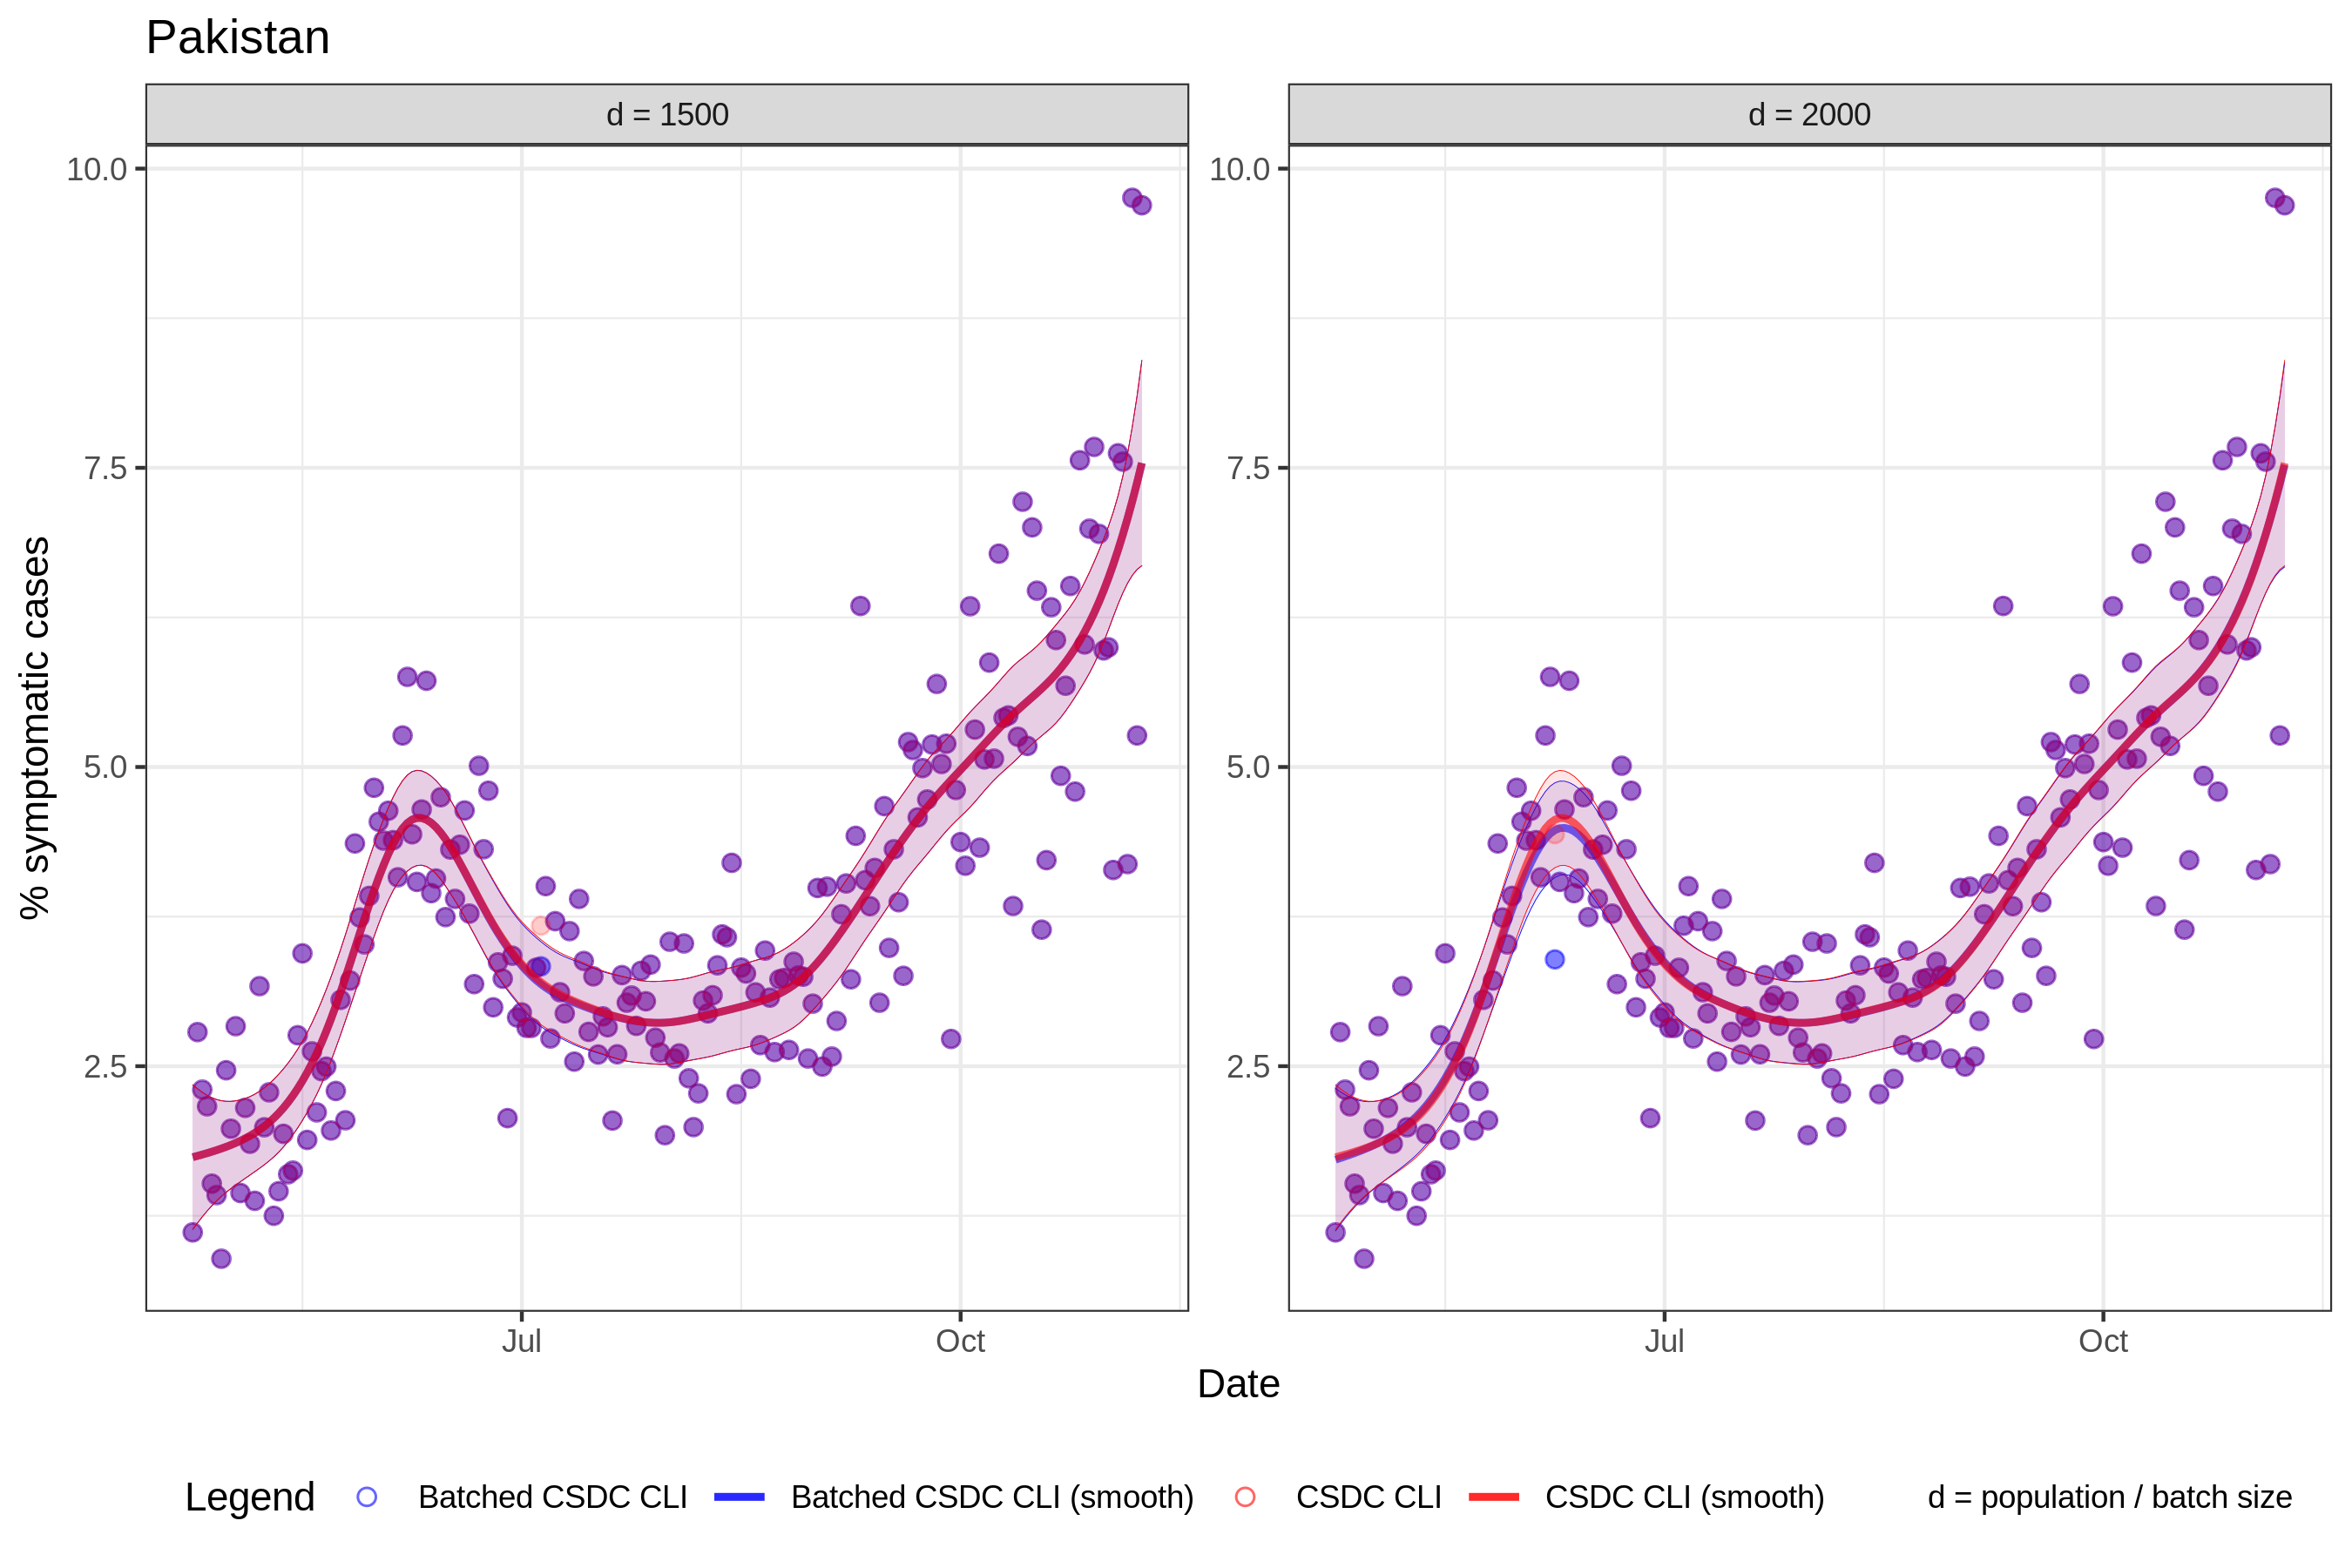 Pakistan
d = 1500
d = 2000
10.0
7.5
5.0
2.5
10.0
7.5
5.0
2.5
% symptomatic cases
Jul
Oct
Jul
Oct
Date
Legend
Batched CSDC CLI
Batched CSDC CLI (smooth)
CSDC CLI
CSDC CLI (smooth)
d = population / batch size